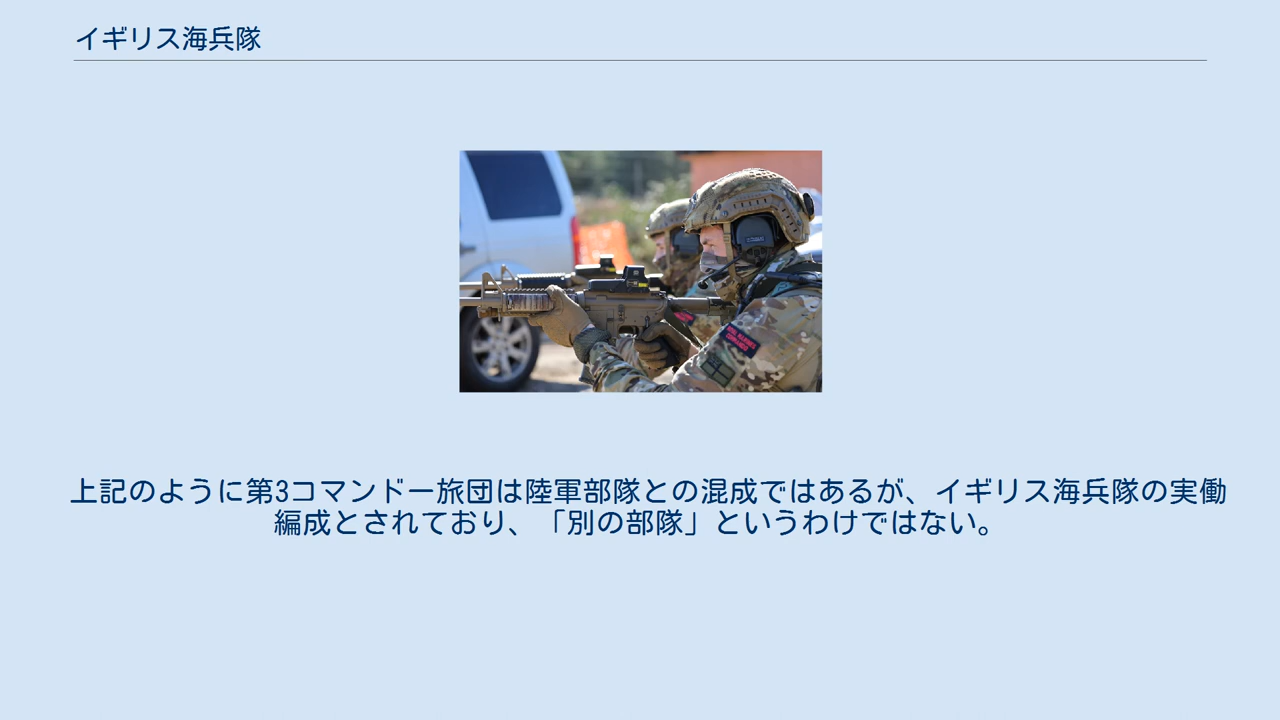 イギリス海兵隊
ROYAL MARINES
COMMANDO
上記のように第3コマンドー旅団は陸軍部隊との混成ではあるが、イギリス海兵隊の実働
編成とされており、「別の部隊」というわけではない。